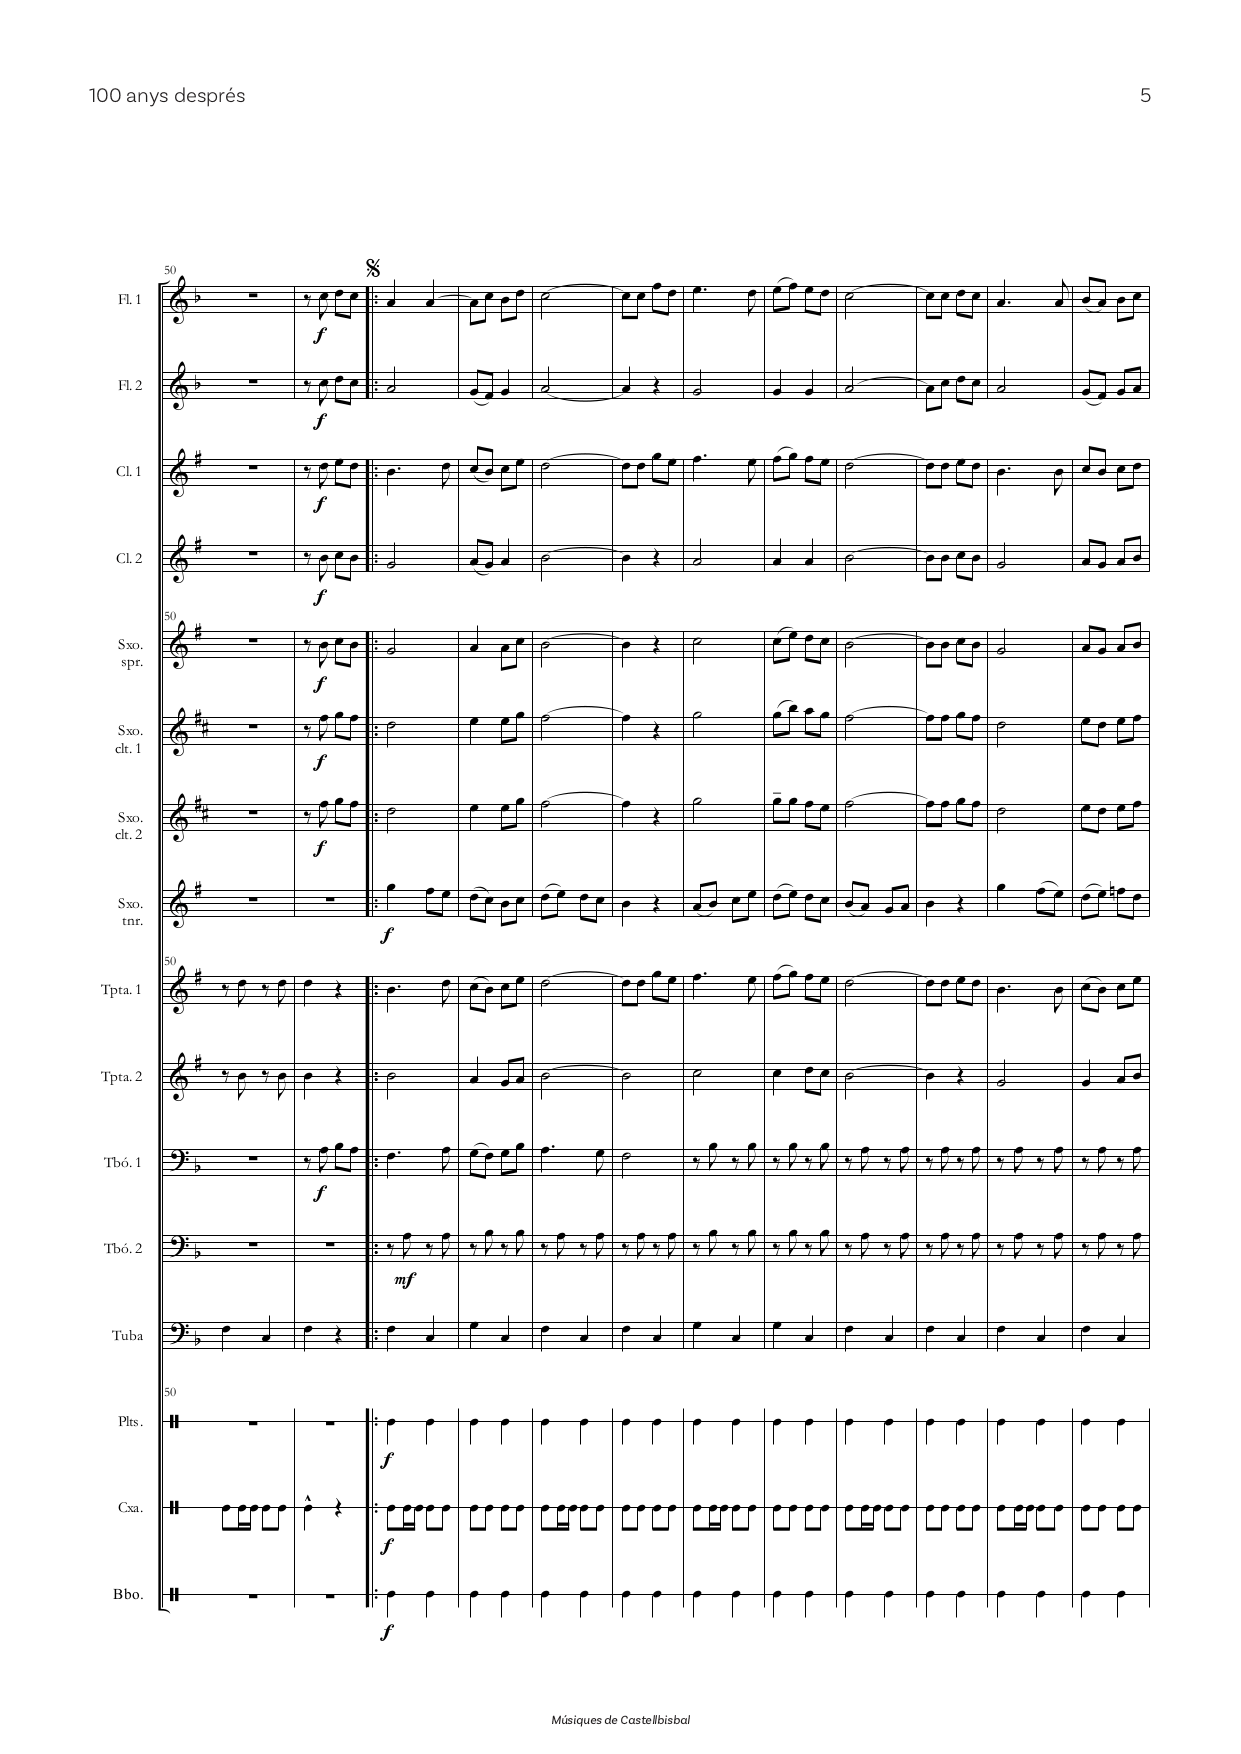 100 anys després
5
50
Fl. 1
f
Fl. 2
f
Cl. 1
f
Cl. 2
f
50
Sxo.
spr.
f
Sxo.
clt. 1
f
Sxo.
clt. 2
f
Sxo.
tnr.
f
50
Tpta. 1
Tpta. 2
Tbó. 1
f
Tbó. 2
mf
Tuba
50
Plts.
f
Cxa.
f
Bbo.
f
Músiques de Castellbisbal